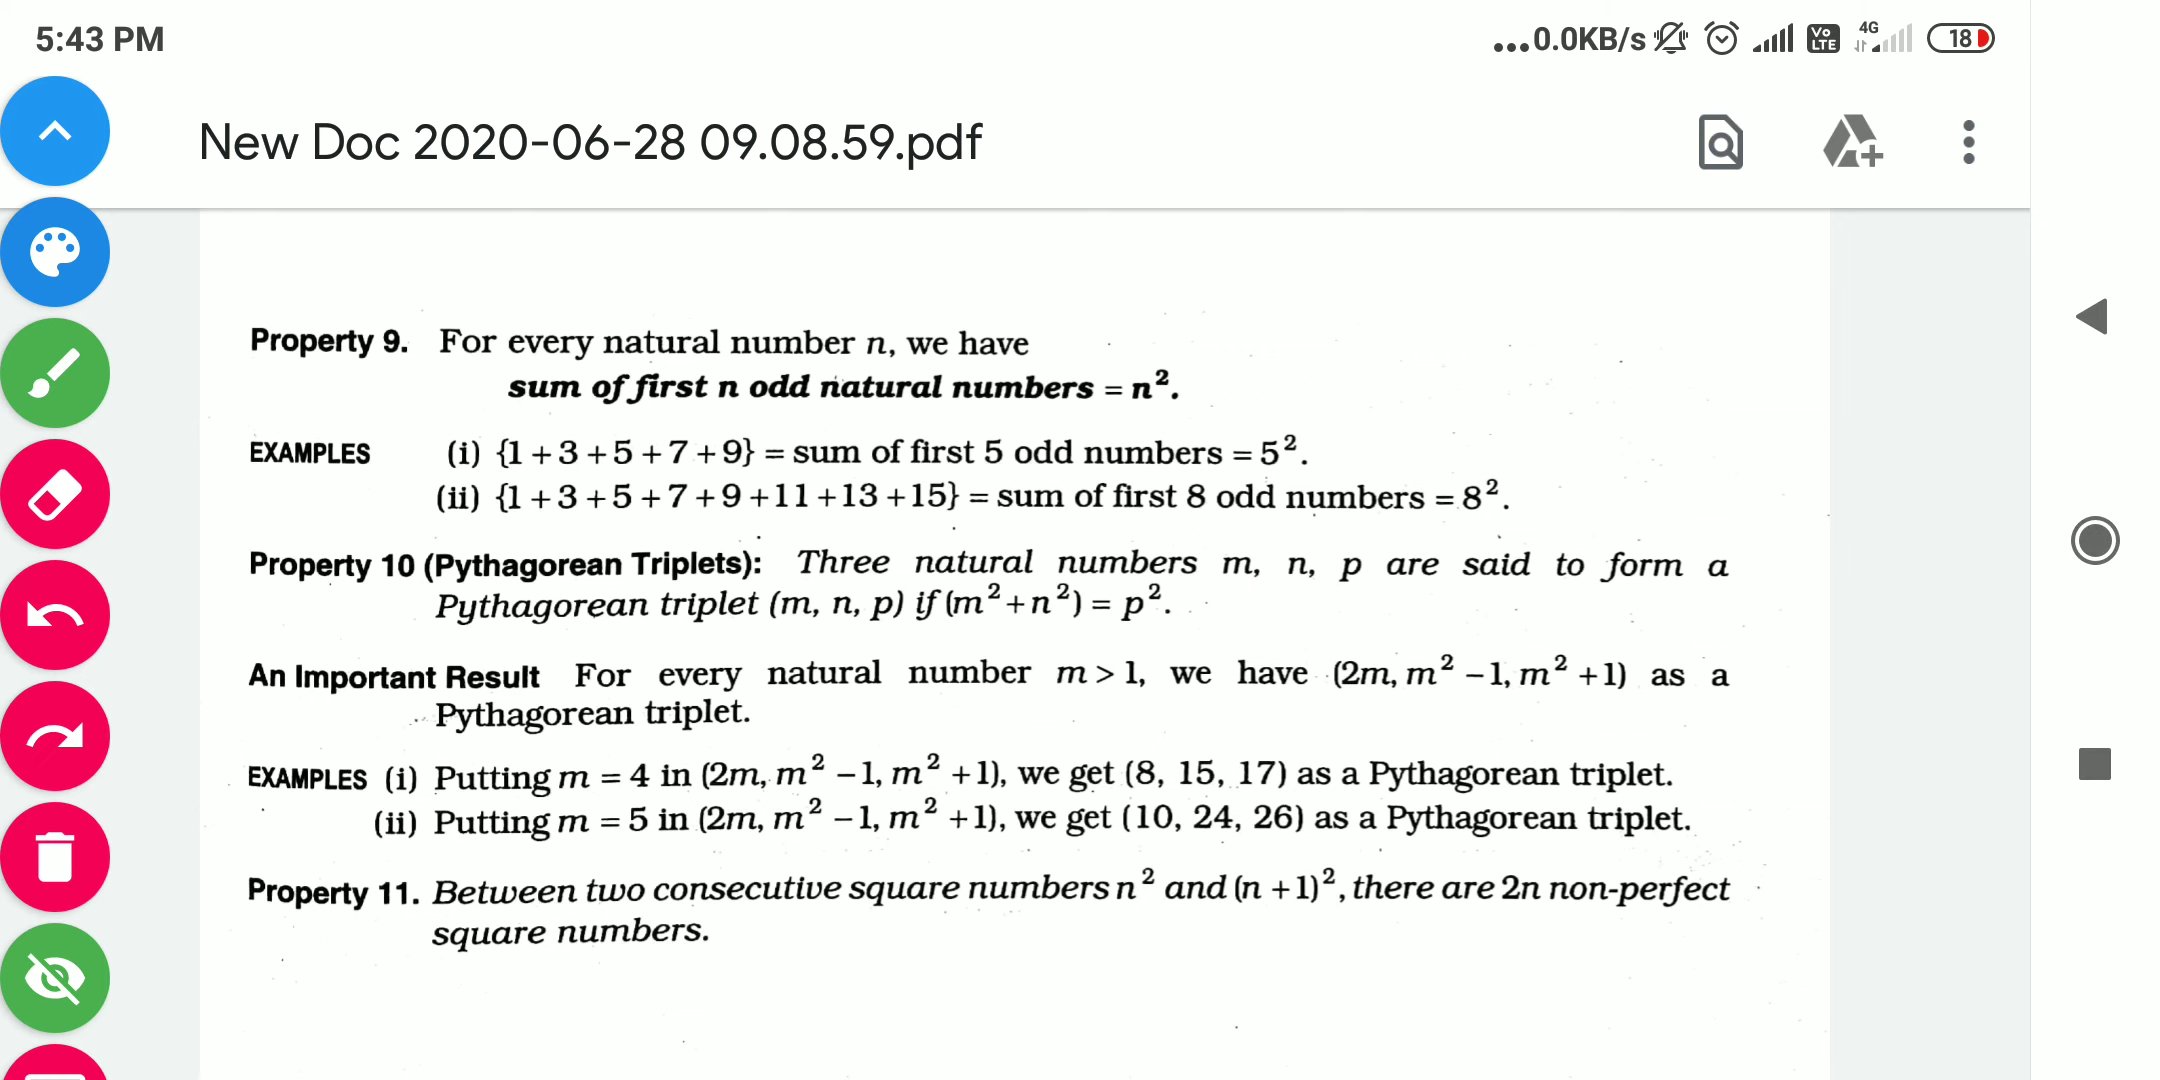 5:43 PM
...0.0KB/s Vo LTE 4G 18
New Doc 2020-06-28 09.08.59.pdf
Property 9. For every natural number n, we have
sum of first n odd natural numbers = n².
EXAMPLES (i) {1+3+5+7+9} = sum of first 5 odd numbers = 5².
(ii) {1+3+5+7+9+11+13+15} = sum of first 8 odd numbers = 8².
Property 10 (Pythagorean Triplets): Three natural numbers m, n, p are said to form a
Pythagorean triplet (m, n, p) if (m²+n²) = p².
An Important Result For every natural number m > 1, we have (2m, m² −1, m² +1) as a
Pythagorean triplet.
EXAMPLES (i) Putting m = 4 in (2m, m² −1, m² +1), we get (8, 15, 17) as a Pythagorean triplet.
(ii) Putting m = 5 in (2m, m² −1, m² +1), we get (10, 24, 26) as a Pythagorean triplet.
Property 11. Between two consecutive square numbers n² and (n +1)², there are 2n non-perfect
square numbers.